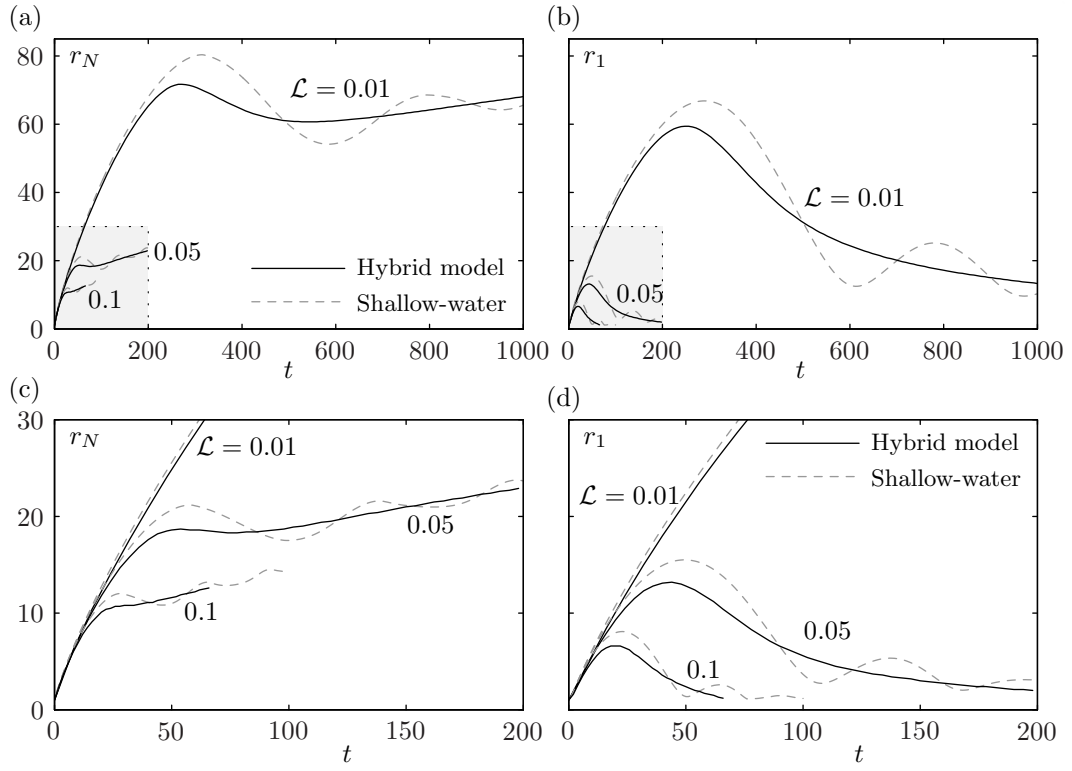 (a)
r_N
80
60
40
20
0
ℒ = 0.01
0.05
0.1
Hybrid model
Shallow-water
0 200 400 600 800 1000
t
(b)
r_1
ℒ = 0.01
0.05
0 200 400 600 800 1000
t
(c)
r_N
30
20
10
0
ℒ = 0.01
0.05
0.1
0 50 100 150 200
t
(d)
r_1
Hybrid model
Shallow-water
ℒ = 0.01
0.05
0.1
0 50 100 150 200
t